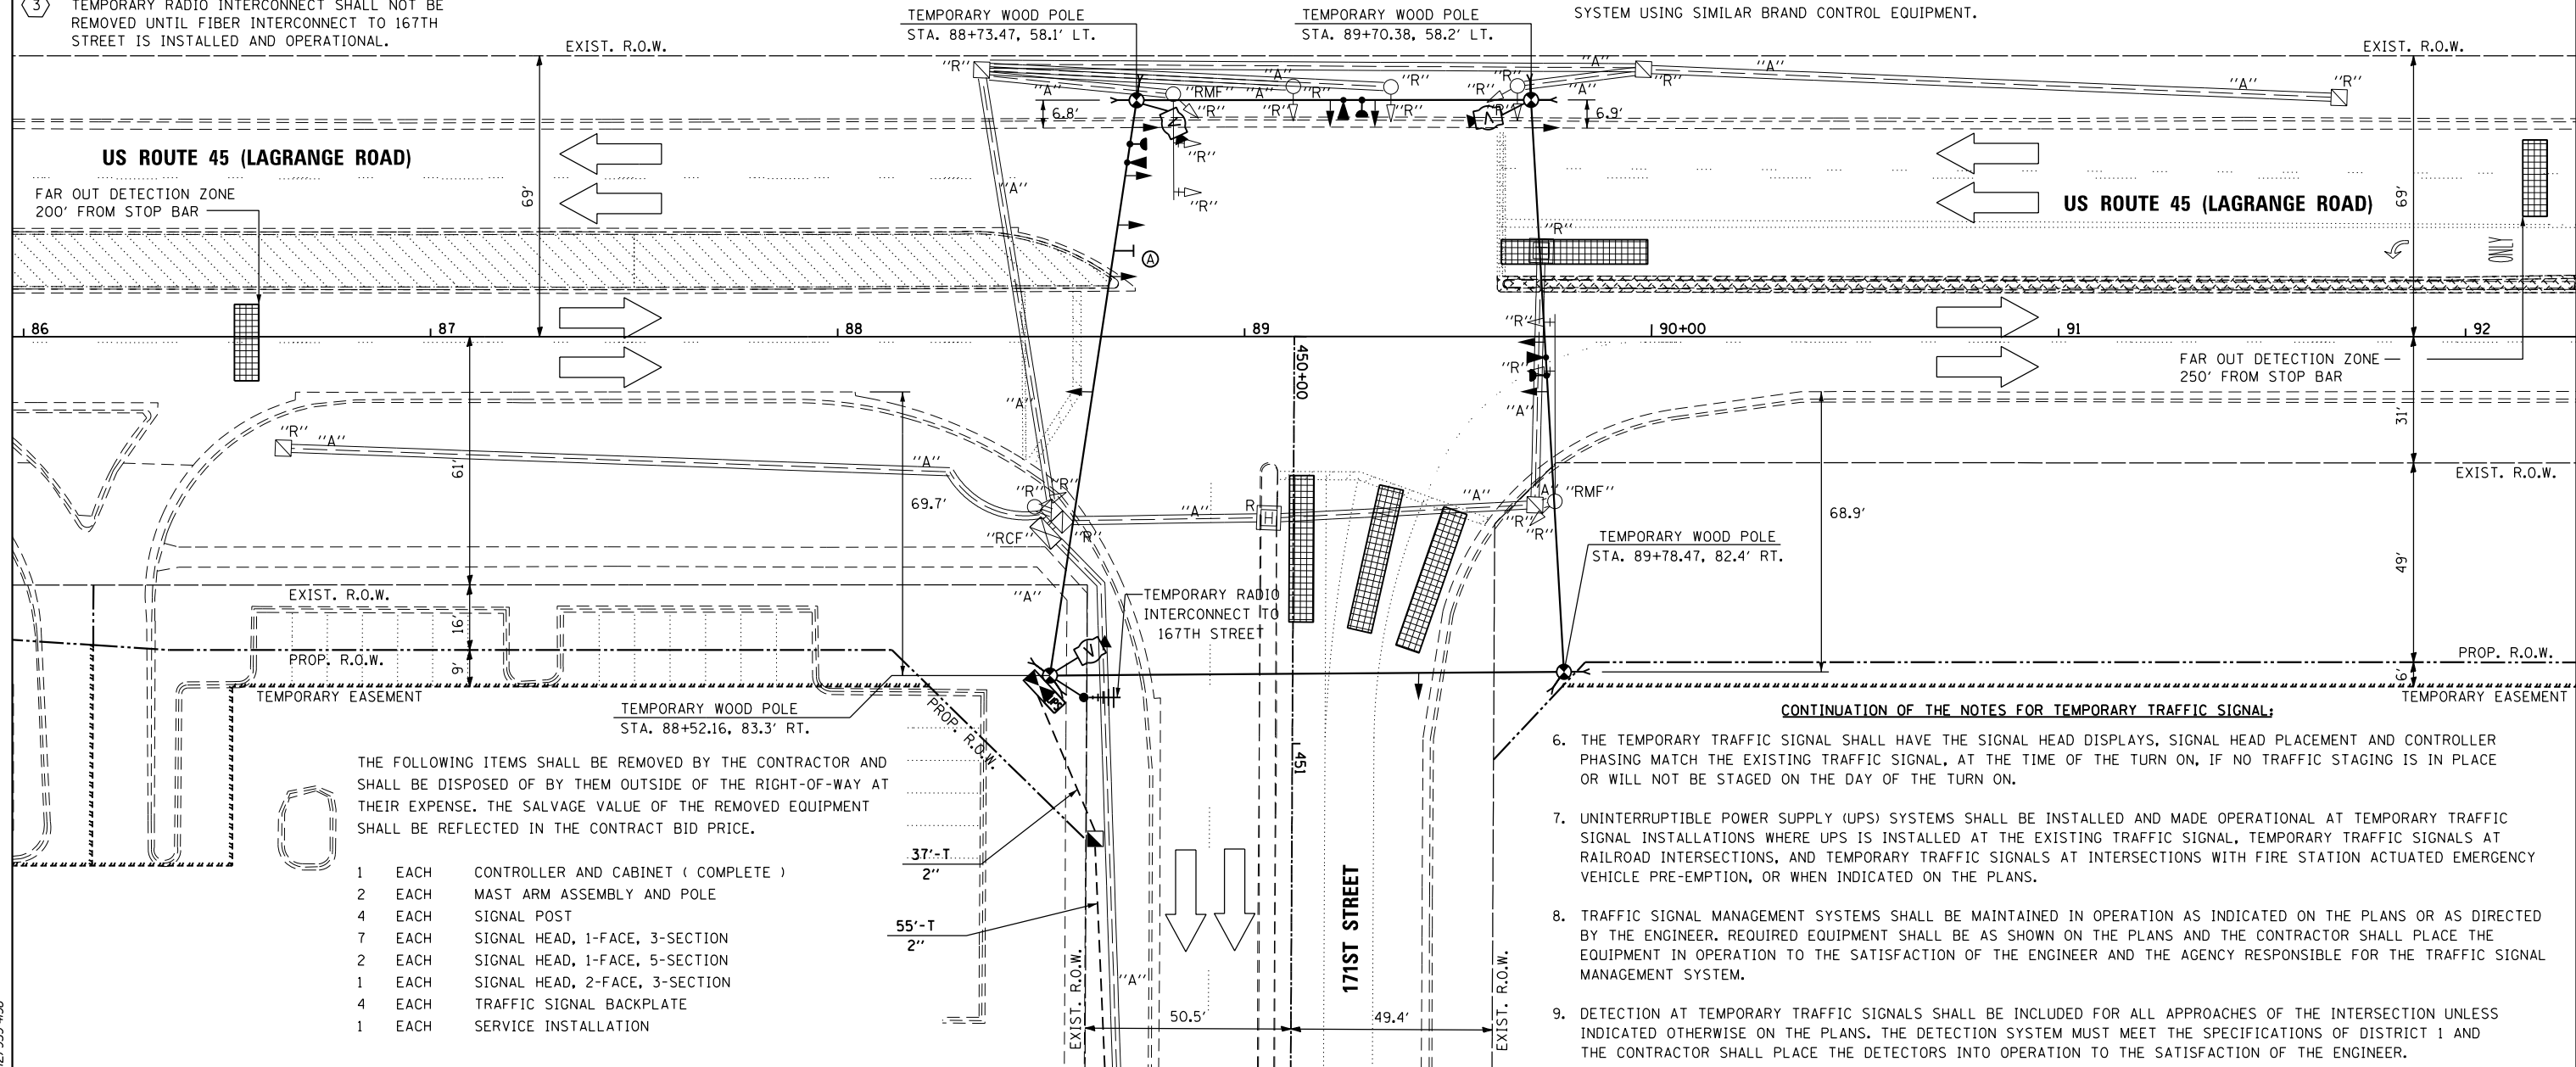 3 TEMPORARY RADIO INTERCONNECT SHALL NOT BE
REMOVED UNTIL FIBER INTERCONNECT TO 167TH
STREET IS INSTALLED AND OPERATIONAL.
TEMPORARY WOOD POLE
STA. 88+73.47, 58.1' LT.
TEMPORARY WOOD POLE
STA. 89+70.38, 58.2' LT.
SYSTEM USING SIMILAR BRAND CONTROL EQUIPMENT.
EXIST. R.O.W.
EXIST. R.O.W.
"R"
"A"
"A"
"R"
"A"
"A"
"R"
"A"
"RMF"
"A"
"R"
"R"
"R"
"A"
6.8'
"R"
"R"
"R"
"R"
6.9'
US ROUTE 45 (LAGRANGE ROAD)
69'
"A"
"R"
"R"
FAR OUT DETECTION ZONE
200' FROM STOP BAR
A
"R"
US ROUTE 45 (LAGRANGE ROAD)
69'
ONLY
86
87
88
89
90+00
91
92
450+00
"R"
"R"
"A"
"A"
FAR OUT DETECTION ZONE
250' FROM STOP BAR
31'
"R"
"A"
61'
"A"
69.7'
"R"
"R"
"RCF"
"R"
"A"
R
H
"A"
"A"
"RMF"
"R"
"R"
68.9'
EXIST. R.O.W.
49'
TEMPORARY WOOD POLE
STA. 89+78.47, 82.4' RT.
EXIST. R.O.W.
16'
"A"
TEMPORARY RADIO
INTERCONNECT TO
167TH STREET
PROP. R.O.W.
9'
TEMPORARY EASEMENT
PROP. R.O.W.
6'
TEMPORARY EASEMENT
TEMPORARY WOOD POLE
STA. 88+52.16, 83.3' RT.
PROP. R.O.W.
451
THE FOLLOWING ITEMS SHALL BE REMOVED BY THE CONTRACTOR AND
SHALL BE DISPOSED OF BY THEM OUTSIDE OF THE RIGHT-OF-WAY AT
THEIR EXPENSE. THE SALVAGE VALUE OF THE REMOVED EQUIPMENT
SHALL BE REFLECTED IN THE CONTRACT BID PRICE.
1 EACH CONTROLLER AND CABINET ( COMPLETE )
2 EACH MAST ARM ASSEMBLY AND POLE
4 EACH SIGNAL POST
7 EACH SIGNAL HEAD, 1-FACE, 3-SECTION
2 EACH SIGNAL HEAD, 1-FACE, 5-SECTION
1 EACH SIGNAL HEAD, 2-FACE, 3-SECTION
4 EACH TRAFFIC SIGNAL BACKPLATE
1 EACH SERVICE INSTALLATION
37'-T
2"
55'-T
2"
"A"
EXIST. R.O.W.
50.5'
49.4'
171ST STREET
EXIST. R.O.W.
CONTINUATION OF THE NOTES FOR TEMPORARY TRAFFIC SIGNAL:
6. THE TEMPORARY TRAFFIC SIGNAL SHALL HAVE THE SIGNAL HEAD DISPLAYS, SIGNAL HEAD PLACEMENT AND CONTROLLER
PHASING MATCH THE EXISTING TRAFFIC SIGNAL, AT THE TIME OF THE TURN ON, IF NO TRAFFIC STAGING IS IN PLACE
OR WILL NOT BE STAGED ON THE DAY OF THE TURN ON.
7. UNINTERRUPTIBLE POWER SUPPLY (UPS) SYSTEMS SHALL BE INSTALLED AND MADE OPERATIONAL AT TEMPORARY TRAFFIC
SIGNAL INSTALLATIONS WHERE UPS IS INSTALLED AT THE EXISTING TRAFFIC SIGNAL, TEMPORARY TRAFFIC SIGNALS AT
RAILROAD INTERSECTIONS, AND TEMPORARY TRAFFIC SIGNALS AT INTERSECTIONS WITH FIRE STATION ACTUATED EMERGENCY
VEHICLE PRE-EMPTION, OR WHEN INDICATED ON THE PLANS.
8. TRAFFIC SIGNAL MANAGEMENT SYSTEMS SHALL BE MAINTAINED IN OPERATION AS INDICATED ON THE PLANS OR AS DIRECTED
BY THE ENGINEER. REQUIRED EQUIPMENT SHALL BE AS SHOWN ON THE PLANS AND THE CONTRACTOR SHALL PLACE THE
EQUIPMENT IN OPERATION TO THE SATISFACTION OF THE ENGINEER AND THE AGENCY RESPONSIBLE FOR THE TRAFFIC SIGNAL
MANAGEMENT SYSTEM.
9. DETECTION AT TEMPORARY TRAFFIC SIGNALS SHALL BE INCLUDED FOR ALL APPROACHES OF THE INTERSECTION UNLESS
INDICATED OTHERWISE ON THE PLANS. THE DETECTION SYSTEM MUST MEET THE SPECIFICATIONS OF DISTRICT 1 AND
THE CONTRACTOR SHALL PLACE THE DETECTORS INTO OPERATION TO THE SATISFACTION OF THE ENGINEER.